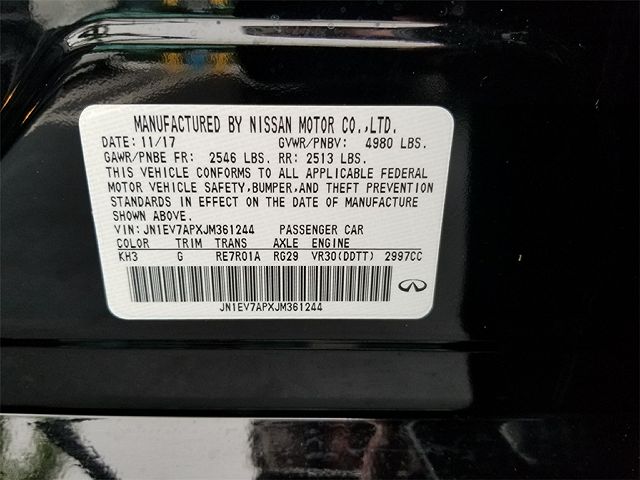 MANUFACTURED BY NISSAN MOTOR CO.,LTD.
DATE: 11/17 GVWR/PNBV: 4980 LBS.
GAWR/PNBE FR: 2546 LBS. RR: 2513 LBS.
THIS VEHICLE CONFORMS TO ALL APPLICABLE FEDERAL
MOTOR VEHICLE SAFETY,BUMPER,AND THEFT PREVENTION
STANDARDS IN EFFECT ON THE DATE OF MANUFACTURE
SHOWN ABOVE.
VIN: JN1EV7APXJM361244 PASSENGER CAR
COLOR TRIM TRANS AXLE ENGINE
KH3 G RE7R01A RG29 VR30(DDTT) 2997CC
JN1EV7APXJM361244